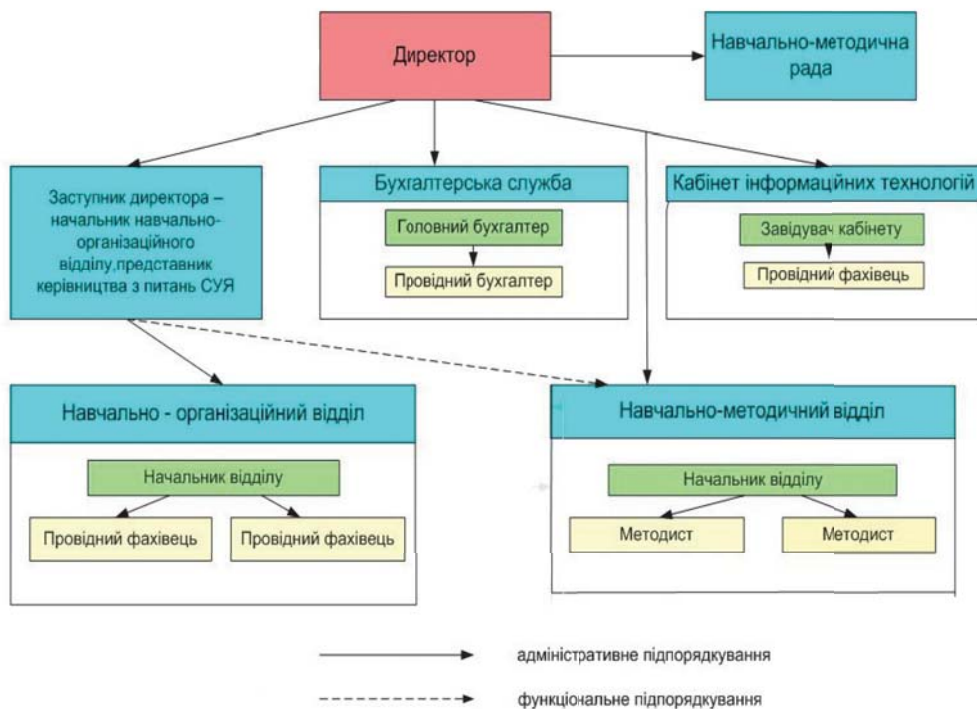 Директор
Навчально-методична
рада
Заступник директора –
начальник навчально-
організаційного
відділу,представник
керівництва з питань СУЯ
Бухгалтерська служба
Головний бухгалтер
Провідний бухгалтер
Кабінет інформаційних технологій
Завідувач кабінету
Провідний фахівець
Навчально - організаційний відділ
Начальник відділу
Провідний фахівець
Провідний фахівець
Навчально-методичний відділ
Начальник відділу
Методист
Методист
адміністративне підпорядкування
функціональне підпорядкування